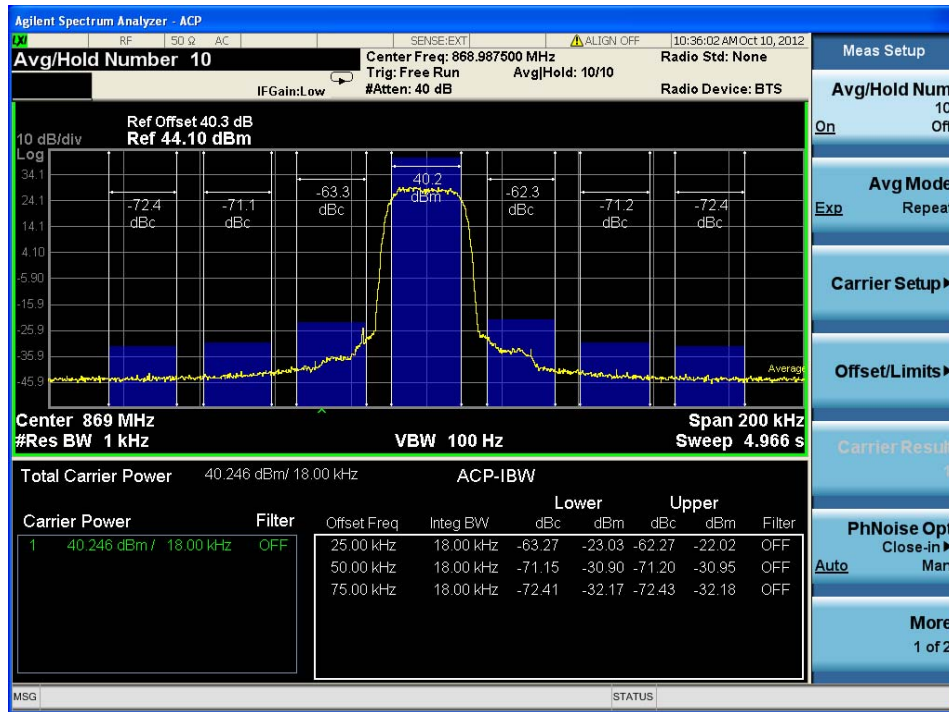 Agilent Spectrum Analyzer - ACP
LXI RF 50 Ω AC SENSE:EXT ALIGN OFF 10:36:02 AM Oct 10, 2012
Avg/Hold Number 10
Center Freq: 868.987500 MHz
Radio Std: None
Trig: Free Run Avg|Hold: 10/10
IFGain:Low #Atten: 40 dB Radio Device: BTS
Ref Offset 40.3 dB
10 dB/div Ref 44.10 dBm
Log
34.1
24.1
14.1
4.10
-5.90
-15.9
-25.9
-35.9
-45.9
-72.4 dBc
-71.1 dBc
-63.3 dBc
40.2 dBm
-62.3 dBc
-71.2 dBc
-72.4 dBc
Average
Center 869 MHz Span 200 kHz
#Res BW 1 kHz VBW 100 Hz Sweep 4.966 s
Total Carrier Power 40.246 dBm/ 18.00 kHz ACP-IBW
Lower Upper
Carrier Power Filter Offset Freq Integ BW dBc dBm dBc dBm Filter
1 40.246 dBm / 18.00 kHz OFF 25.00 kHz 18.00 kHz -63.27 -23.03 -62.27 -22.02 OFF
50.00 kHz 18.00 kHz -71.15 -30.90 -71.20 -30.95 OFF
75.00 kHz 18.00 kHz -72.41 -32.17 -72.43 -32.18 OFF
MSG STATUS
Meas Setup
Avg/Hold Num
10
On Off
Avg Mode
Exp Repeat
Carrier Setup
Offset/Limits
Carrier Result
PhNoise Opt
Close-in
Auto Man
More
1 of 2